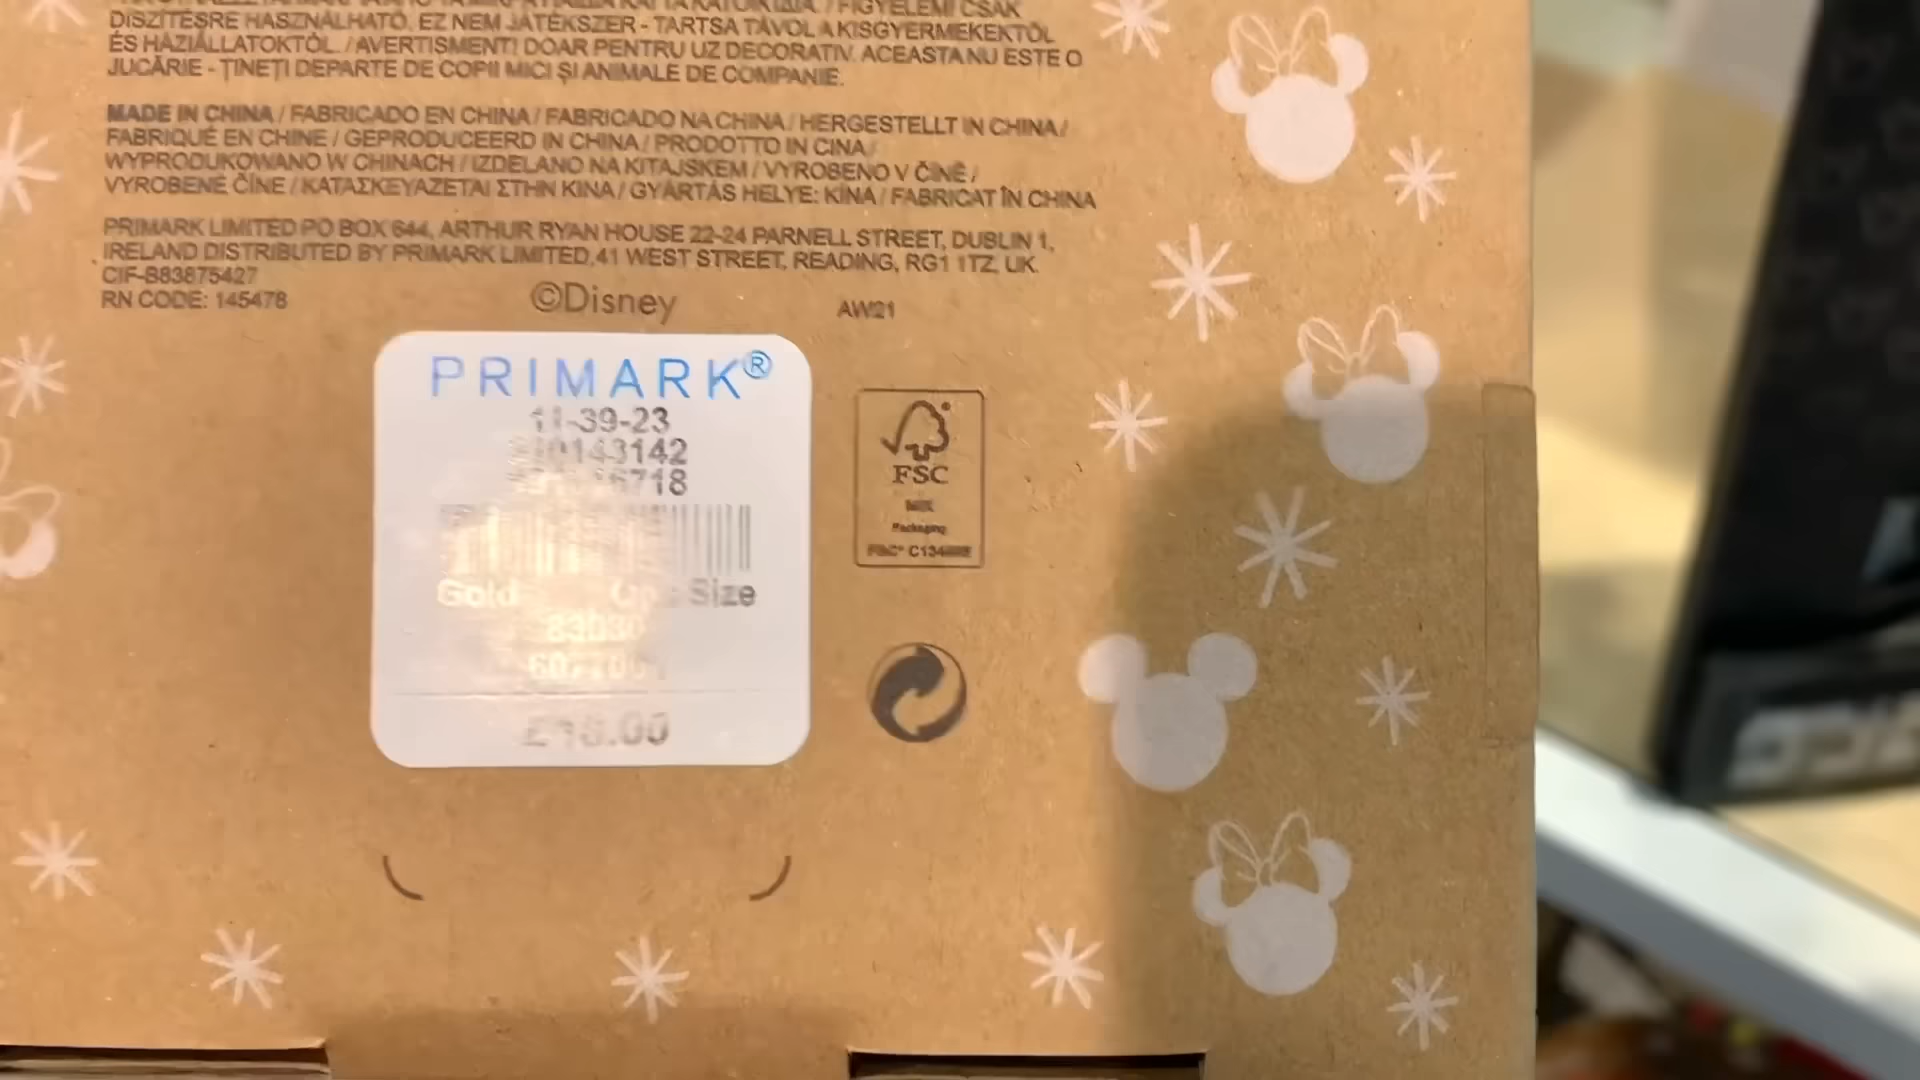 DISZÍTÉSRE HASZNÁLHATÓ, EZ NEM JÁTÉKSZER - TARTSA TÁVOL A KISGYERMEKEKTŐL
ÉS HÁZIÁLLATOKTÓL. / AVERTISMENT! DOAR PENTRU UZ DECORATIV. ACEASTA NU ESTE O
JUCĂRIE - ȚINEȚI DEPARTE DE COPII MICI ȘI ANIMALE DE COMPANIE.
MADE IN CHINA / FABRICADO EN CHINA / FABRICADO NA CHINA / HERGESTELLT IN CHINA /
FABRIQUÉ EN CHINE / GEPRODUCEERD IN CHINA / PRODOTTO IN CINA /
WYPRODUKOWANO W CHINACH / IZDELANO NA KITAJSKEM / VYROBENO V ČÍNĚ /
VYROBENÉ ČÍNE / ΚΑΤΑΣΚΕΥΑΖΕΤΑΙ ΣΤΗΝ ΚΙΝΑ / GYÁRTÁS HELYE: KÍNA / FABRICAT ÎN CHINA
PRIMARK LIMITED PO BOX 644, ARTHUR RYAN HOUSE 22-24 PARNELL STREET, DUBLIN 1,
IRELAND DISTRIBUTED BY PRIMARK LIMITED, 41 WEST STREET, READING, RG1 1TZ, UK.
CIF-B83875427
RN CODE: 145478
©Disney
AW21
PRIMARK®
11-39-23
FSC
MIX
Packaging
Gold One Size